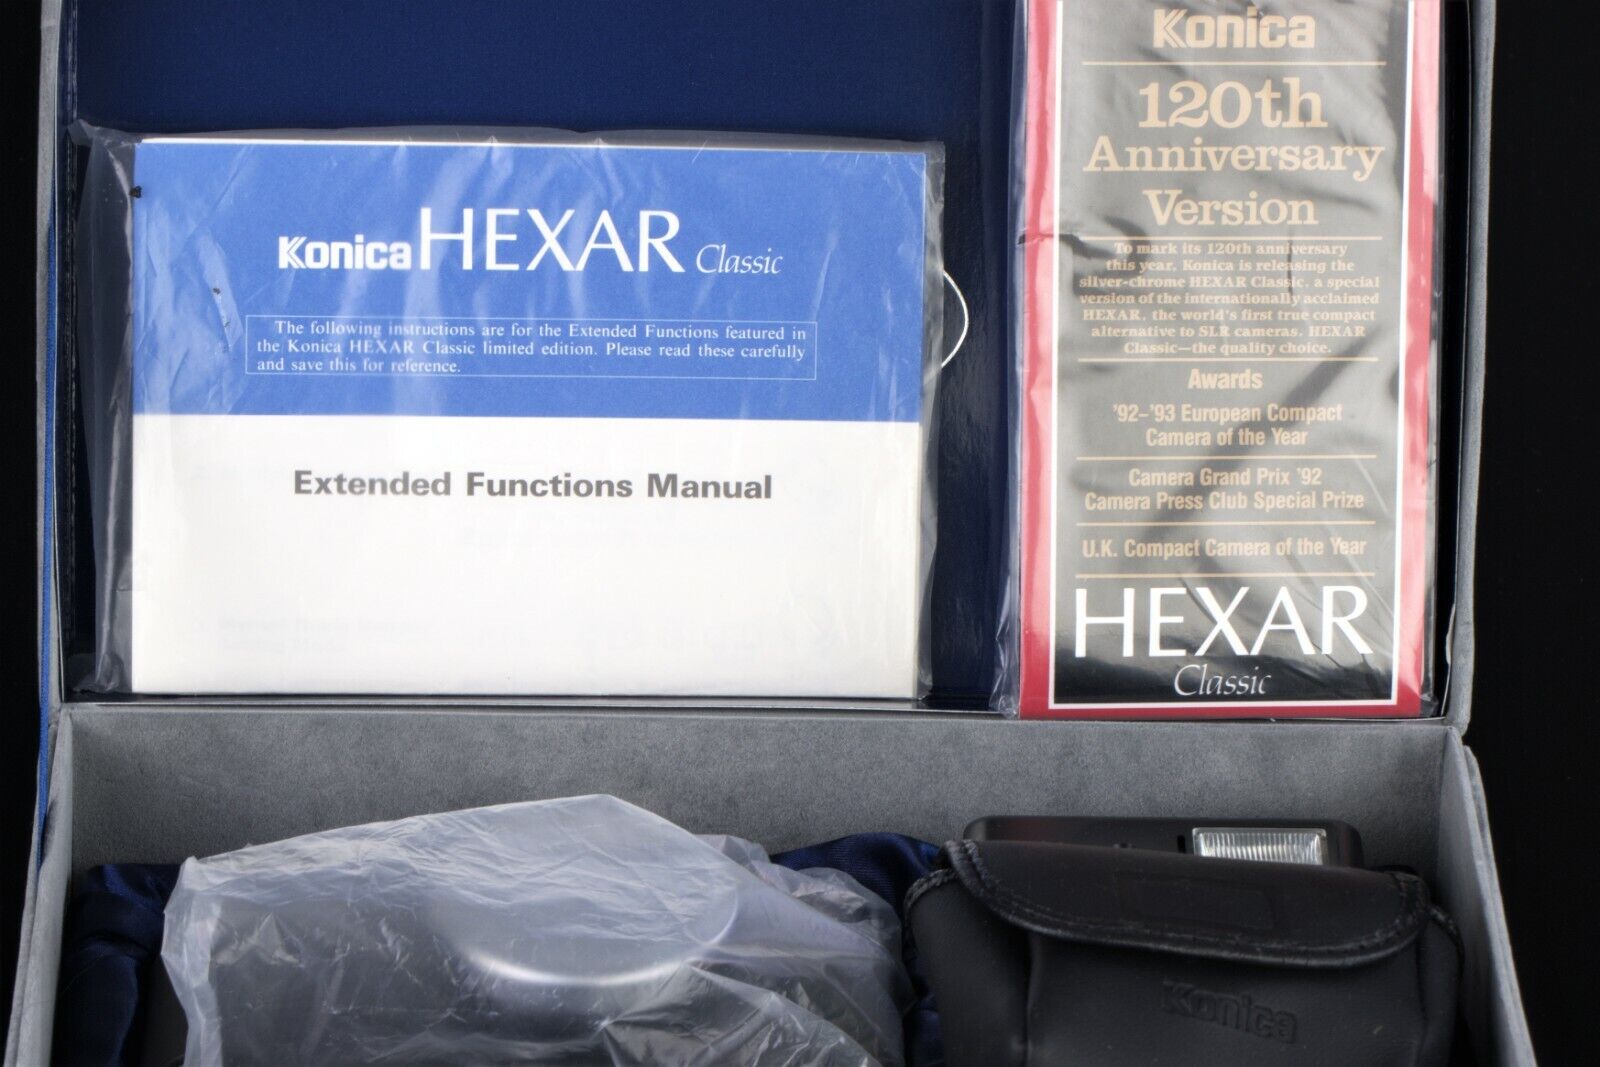 Konica HEXAR Classic
The following instructions are for the Extended Functions featured in
the Konica HEXAR Classic limited edition. Please read these carefully
and save this for reference.
Extended Functions Manual
Konica
120th
Anniversary
Version
To mark its 120th anniversary
this year, Konica is releasing the
silver-chrome HEXAR Classic, a special
version of the internationally acclaimed
HEXAR, the world's first true compact
alternative to SLR cameras. HEXAR
Classic—the quality choice.
Awards
'92–'93 European Compact
Camera of the Year
Camera Grand Prix '92
Camera Press Club Special Prize
U.K. Compact Camera of the Year
HEXAR
Classic
Konica